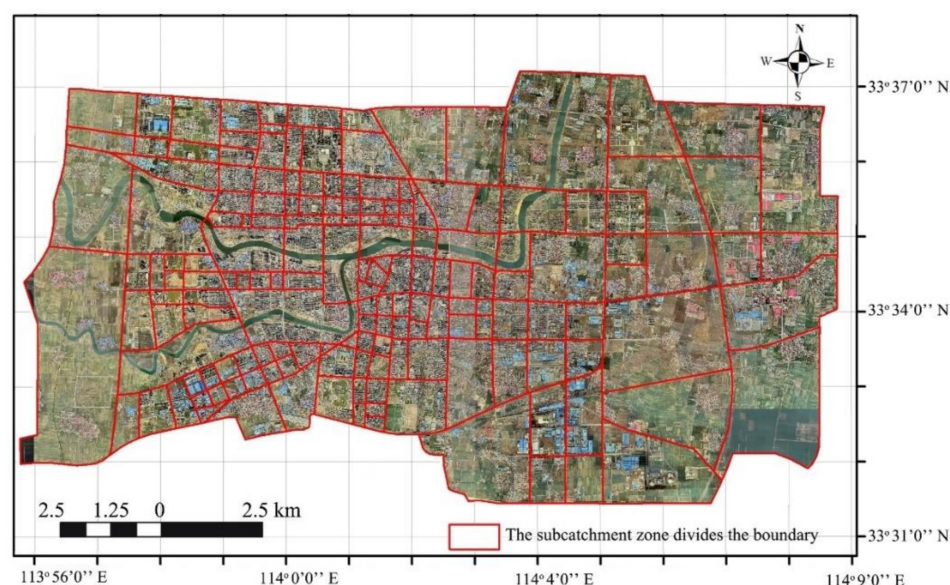 N
W E
S
33°37'0'' N
33°34'0'' N
2.5 1.25 0 2.5 km
The subcatchment zone divides the boundary
33°31'0'' N
113°56'0'' E 114°0'0'' E 114°4'0'' E 114°9'0'' E